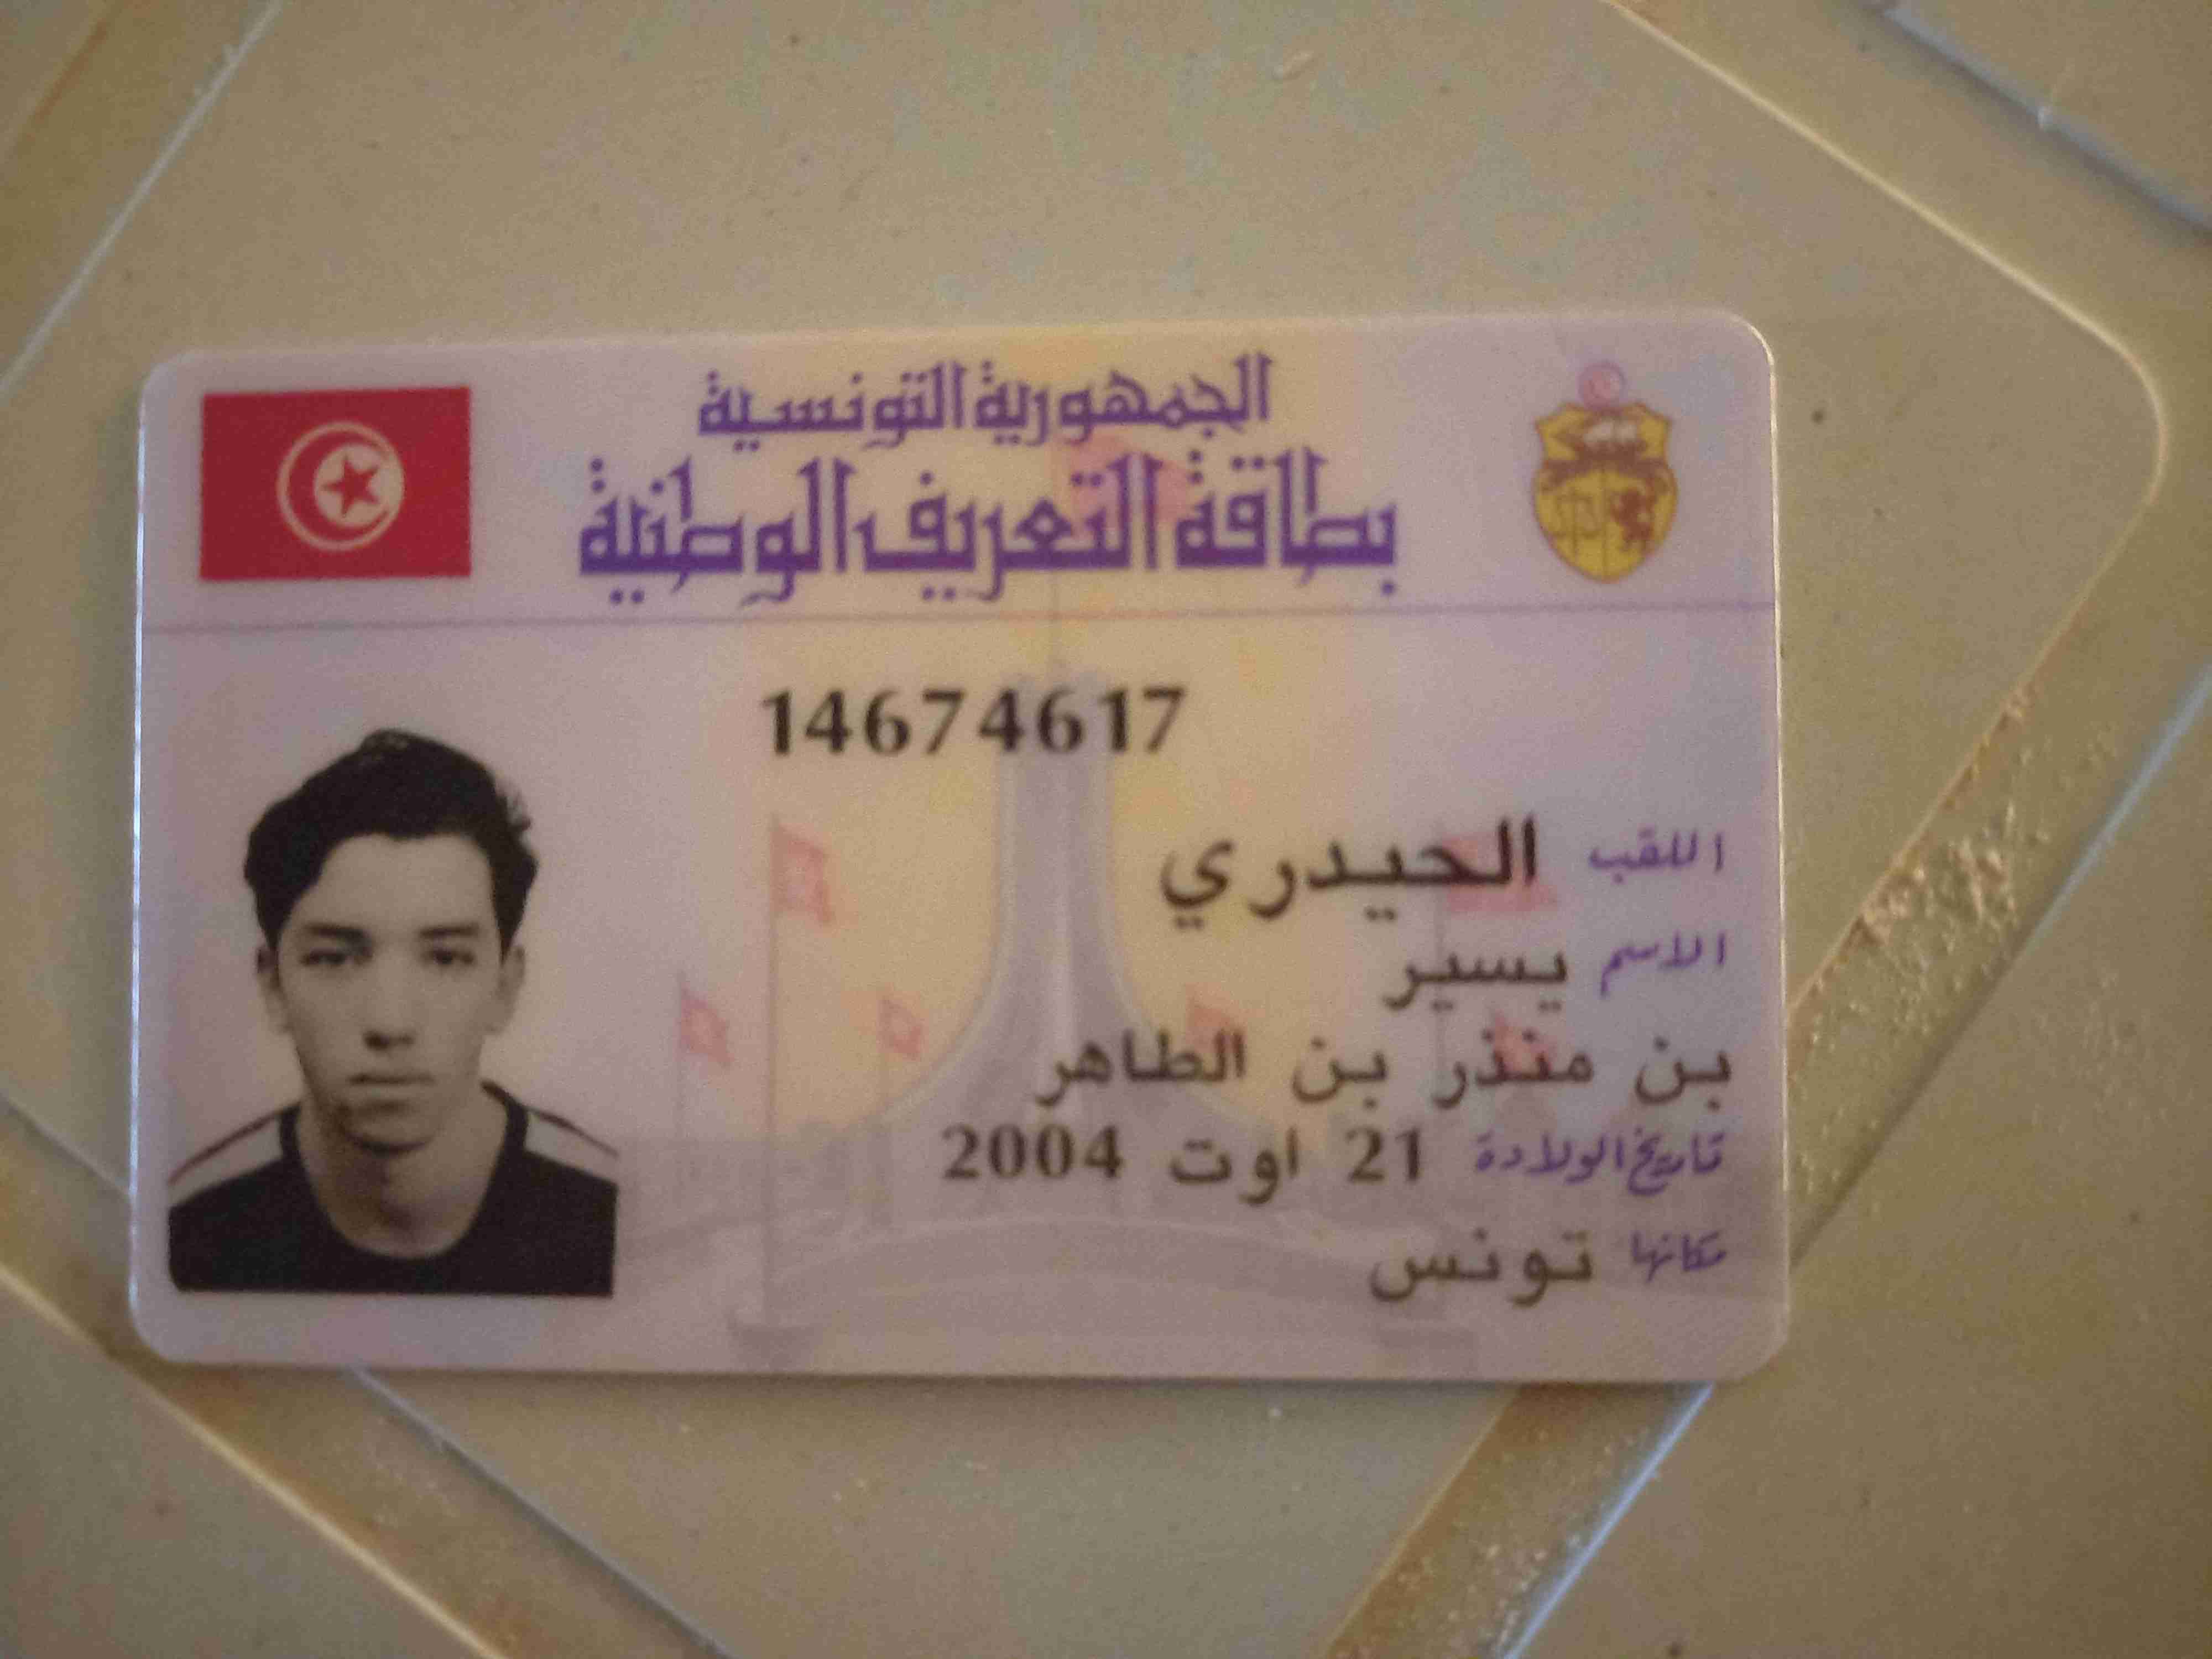 الجمهورية التونسية
بطاقة التعريف الوطنية
14674617
اللقب الحيدري
الاسم يسير
بن منذر بن الطاهر
تاريخ الولادة 21 اوت 2004
مكانها تونس